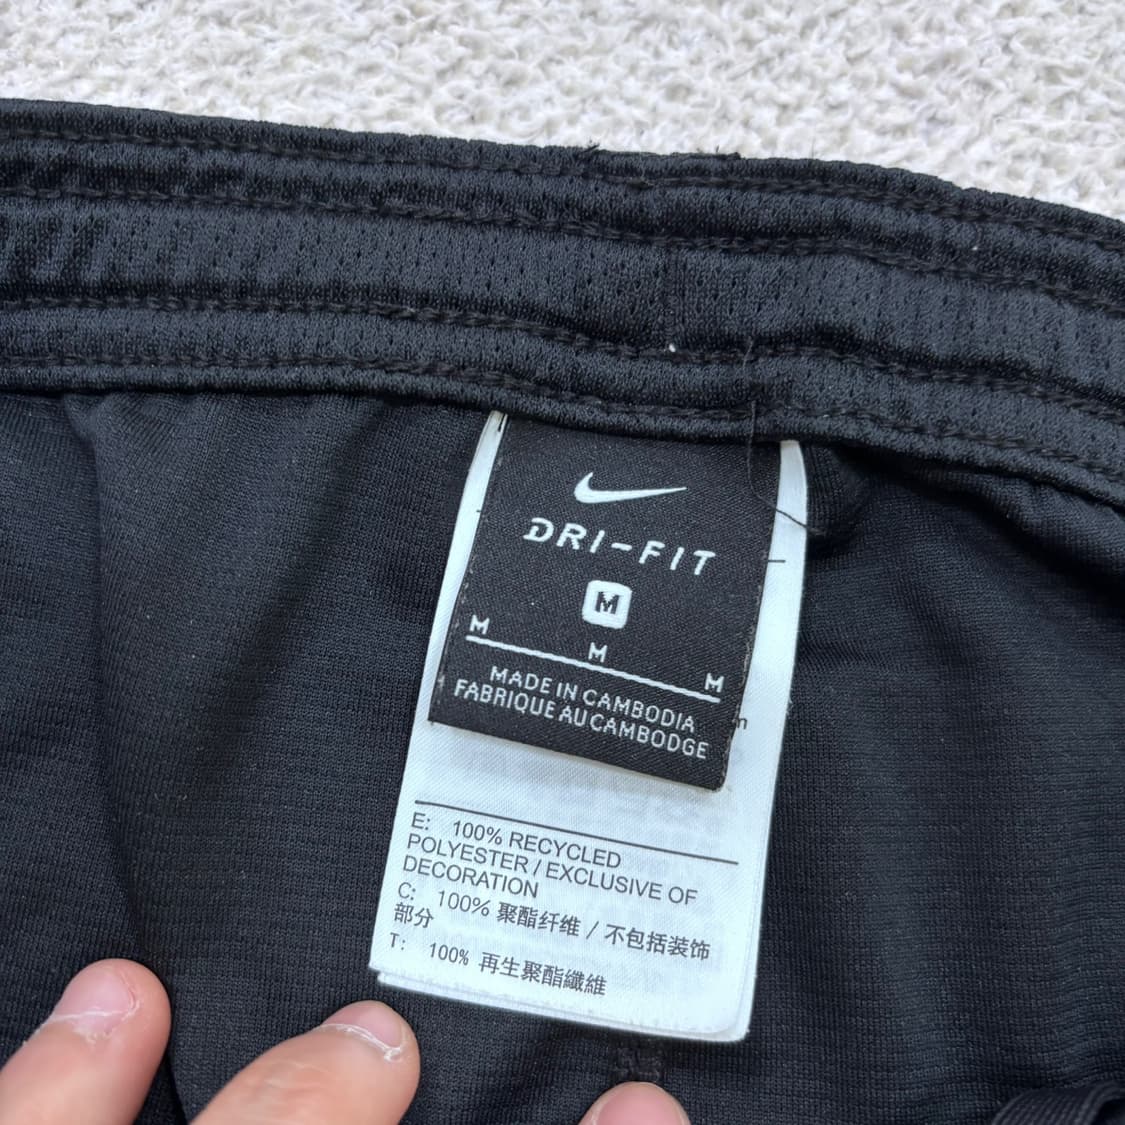 DRI-FIT
M
M
M
M
MADE IN CAMBODIA
FABRIQUE AU CAMBODGE
E: 100% RECYCLED
POLYESTER / EXCLUSIVE OF
DECORATION
C: 100% 聚酯纤维 / 不包括装饰
部分
T: 100% 再生聚酯纖維